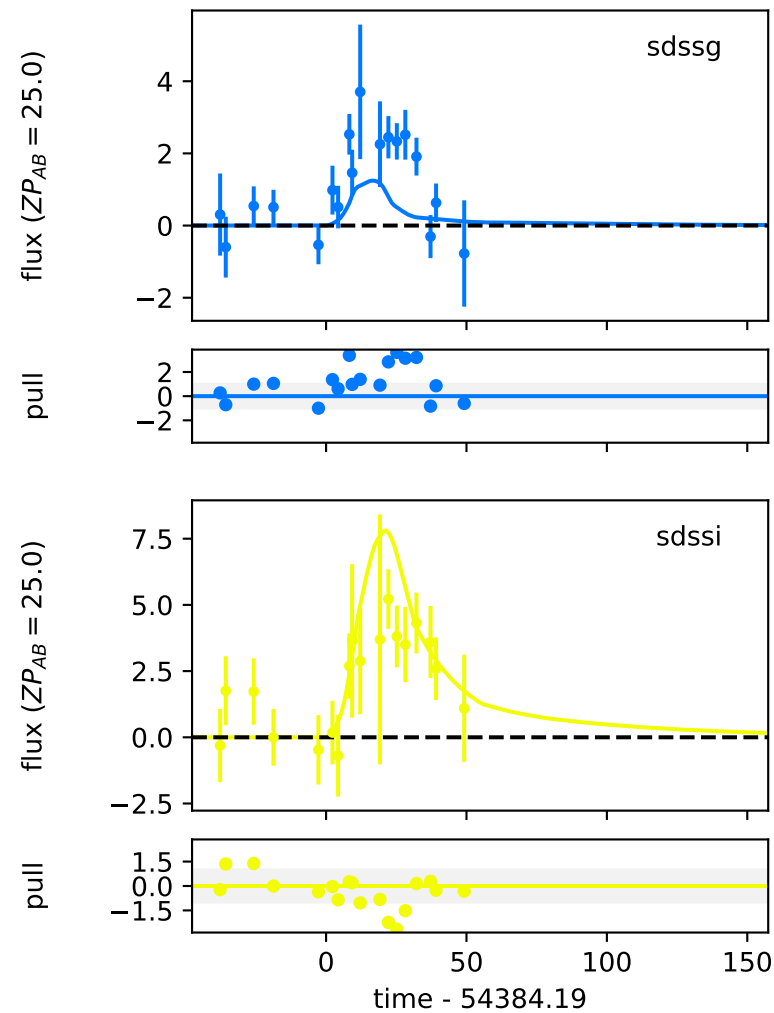 sdssg
flux (ZP_AB = 25.0)
4
2
0
−2
pull
2
0
−2
sdssi
flux (ZP_AB = 25.0)
7.5
5.0
2.5
0.0
−2.5
pull
1.5
0.0
−1.5
0 50 100 150
time - 54384.19